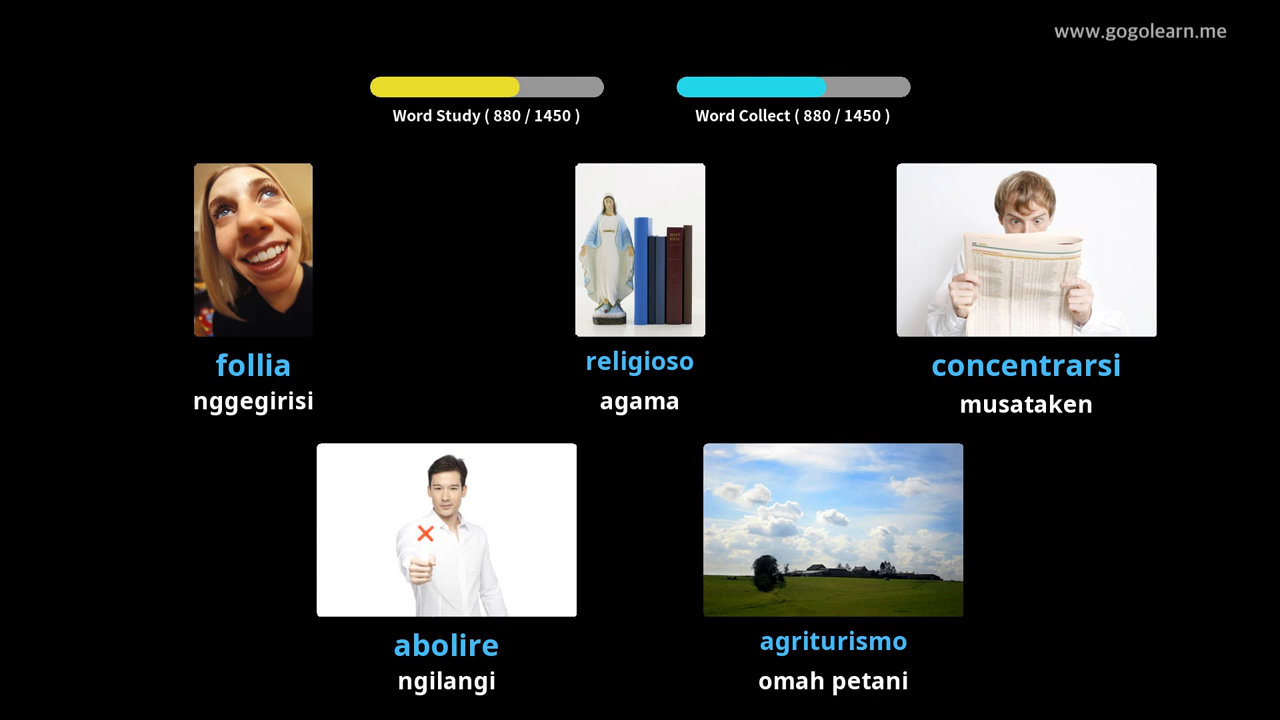 www.gogolearn.me
Word Study ( 880 / 1450 )
Word Collect ( 880 / 1450 )
follia
nggegirisi
religioso
agama
concentrarsi
musataken
abolire
ngilangi
agriturismo
omah petani